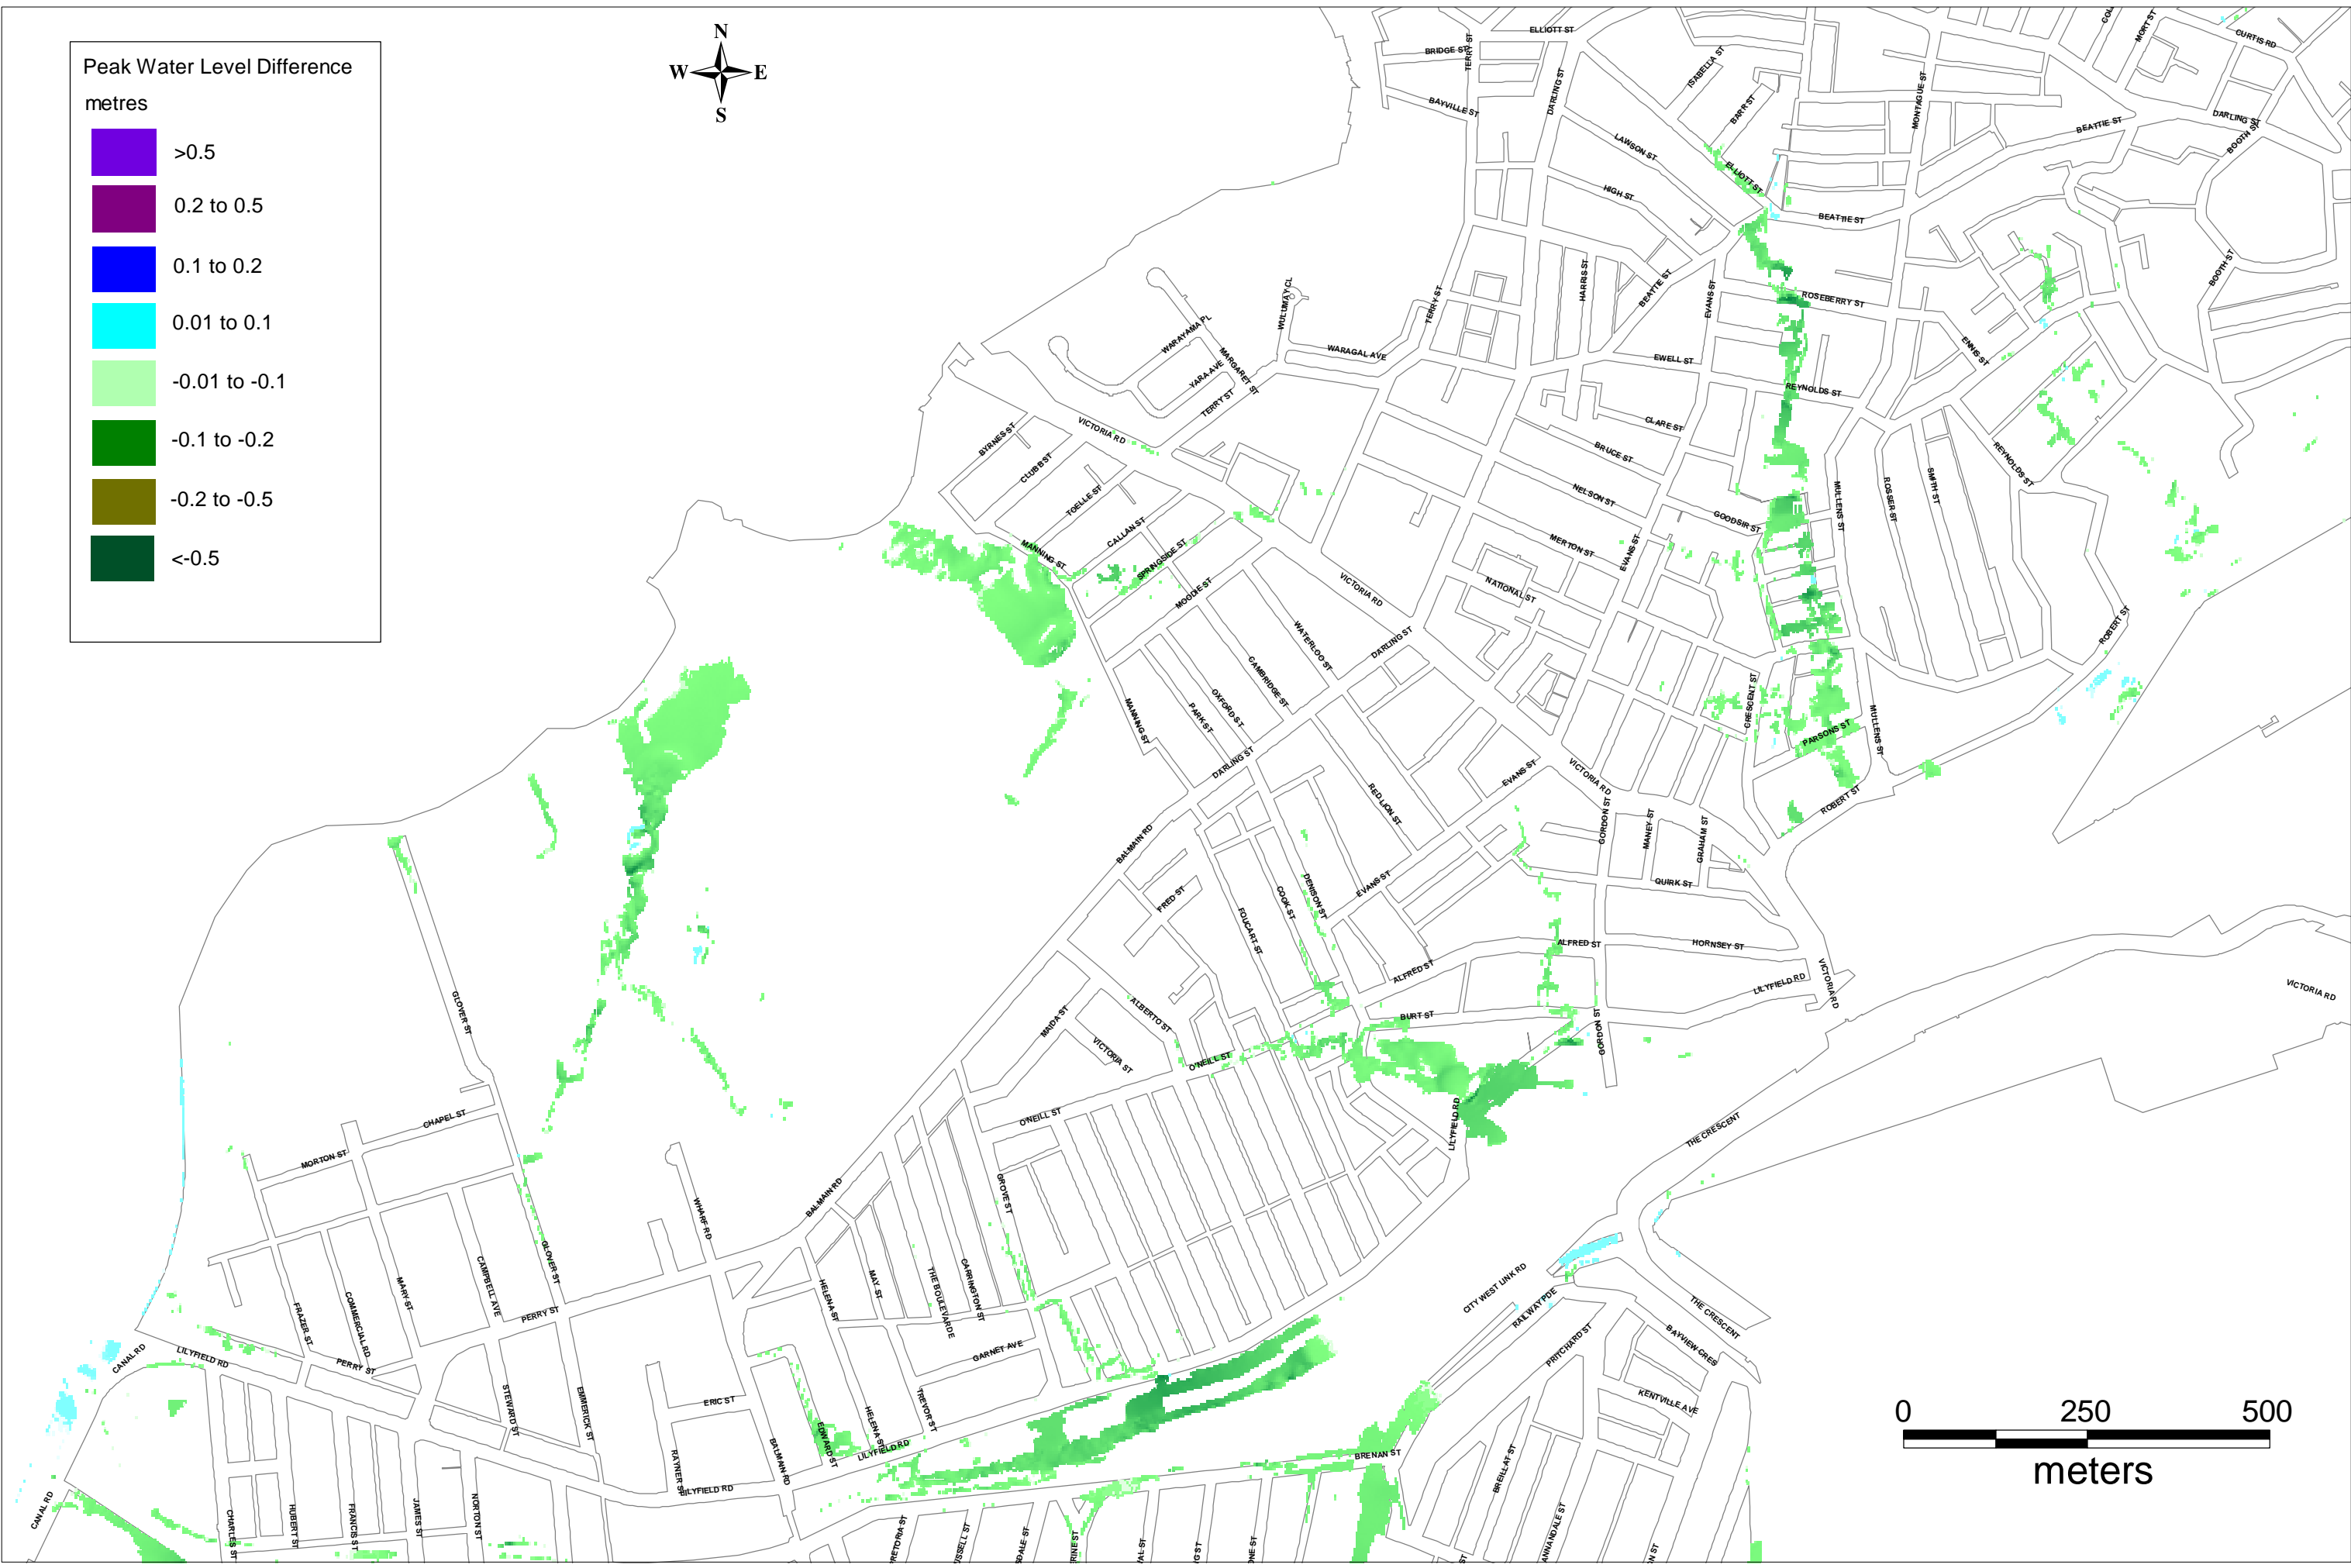 N
W E
S
Peak Water Level Difference
metres
>0.5
0.2 to 0.5
0.1 to 0.2
0.01 to 0.1
-0.01 to -0.1
-0.1 to -0.2
-0.2 to -0.5
<-0.5
ELLIOTT ST
BRIDGE ST
TERRY ST
BAYVILLE ST
DARLING ST
ISABELLA ST
BARR ST
LAWSON ST
ELLIOTT ST
HIGH ST
MONTAGUE ST
MORT ST
CURTIS RD
BEATTIE ST
DARLING ST
BOOTH ST
BEATTIE ST
BOOTH ST
HARRIS ST
BEATTIE ST
EVANS ST
ROSEBERRY ST
ENNIS ST
EWELL ST
REYNOLDS ST
WULUMAY CL
WARAYAMA PL
YARA AVE
MARGARET ST
TERRY ST
WARAGAL AVE
TERRY ST
VICTORIA RD
BYRNES ST
CLUBB ST
TOELLE ST
CALLAN ST
SPRINGSIDE ST
MANNING ST
MOODIE ST
CLARE ST
BRUCE ST
NELSON ST
MERTON ST
EVANS ST
GOODSIR ST
NATIONAL ST
MULLENS ST
ROSSER ST
SMITH ST
REYNOLDS ST
ROBERT ST
VICTORIA RD
WATERLOO ST
DARLING ST
CAMBRIDGE ST
OXFORD ST
PARK ST
MANNING ST
DARLING ST
CRESCENT ST
PARSONS ST
MULLENS ST
ROBERT ST
VICTORIA RD
EVANS ST
RED LION ST
GORDON ST
MANEY ST
GRAHAM ST
QUIRK ST
BALMAIN RD
FRED ST
FOUCART ST
COOK ST
DENISON ST
EVANS ST
ALFRED ST
ALFRED ST
HORNSEY ST
LILYFIELD RD
VICTORIA RD
VICTORIA RD
BURT ST
GORDON ST
GLOVER ST
MAIDA ST
ALBERTO ST
VICTORIA ST
O'NEILL ST
O'NEILL ST
LILYFIELD RD
THE CRESCENT
CHAPEL ST
MORTON ST
BALMAIN RD
WHARF RD
GROVE ST
GLOVER ST
CAMPBELL AVE
MARY ST
COMMERCIAL RD
FRAZER ST
PERRY ST
HELENA ST
MAY ST
THE BOULEVARDE
CARRINGTON ST
GARNET AVE
CITY WEST LINK RD
RAILWAY PDE
PRITCHARD ST
THE CRESCENT
BAYVIEW CRES
KENTVILLE AVE
CANAL RD
LILYFIELD RD
PERRY ST
STEWARD ST
EMMERICK ST
ERIC ST
RAYNER ST
BALMAIN RD
EDWARD ST
HELENA ST
TREVOR ST
LILYFIELD RD
LILYFIELD RD
BRENAN ST
BREILLAT ST
ANNANDALE ST
CANAL RD
CHARLES ST
HUBERT ST
FRANCIS ST
JAMES ST
NORTON ST
0 250 500
meters